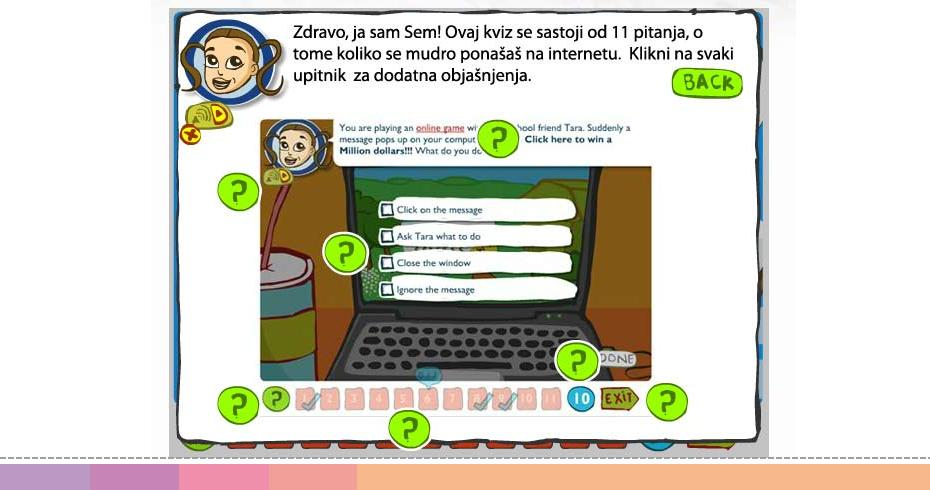 Zdravo, ja sam Sem! Ovaj kviz se sastoji od 11 pitanja, o
tome koliko se mudro ponašaš na internetu. Klikni na svaki
upitnik za dodatna objašnjenja.
BACK
You are playing an online game wi ? hool friend Tara. Suddenly a
message pops up on your comput Click here to win a
Million dollars!!! What do you do
?
Click on the message
Ask Tara what to do
?
Close the window
Ignore the message
? DONE
? ? 1 2 3 4 5 6 7 8 9 10 11 10 EXIT ?
?